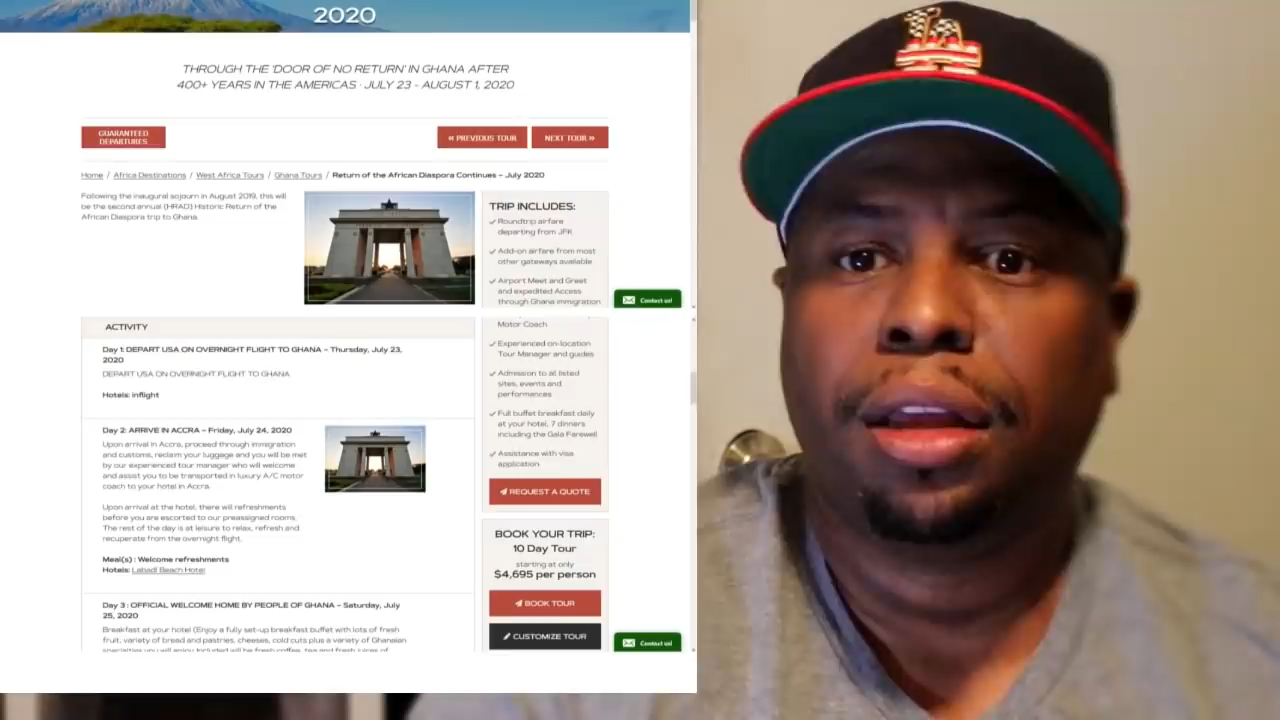 2020
THROUGH THE 'DOOR OF NO RETURN' IN GHANA AFTER
400+ YEARS IN THE AMERICAS · JULY 23 - AUGUST 1, 2020
GUARANTEED
DEPARTURES
« PREVIOUS TOUR
NEXT TOUR »
Home / Africa Destinations / West Africa Tours / Ghana Tours / Return of the African Diaspora Continues – July 2020
Following the inaugural sojourn in August 2019, this will
be the second annual (HRAD) Historic Return of the
African Diaspora trip to Ghana.
TRIP INCLUDES:
✓ Roundtrip airfare
departing from JFK
✓ Add-on airfare from most
other gateways available
✓ Airport Meet and Greet
and expedited Access
through Ghana immigration
Contact us!
Motor Coach
✓ Experienced on-location
Tour Manager and guides
✓ Admission to all listed
sites, events and
performances
✓ Full buffet breakfast daily
at your hotel, 7 dinners
including the Gala Farewell
✓ Assistance with visa
application
REQUEST A QUOTE
BOOK YOUR TRIP:
10 Day Tour
starting at only
$4,695 per person
BOOK TOUR
CUSTOMIZE TOUR
Contact us!
ACTIVITY
Day 1: DEPART USA ON OVERNIGHT FLIGHT TO GHANA – Thursday, July 23,
2020
DEPART USA ON OVERNIGHT FLIGHT TO GHANA
Hotels: inflight
Day 2: ARRIVE IN ACCRA – Friday, July 24, 2020
Upon arrival in Accra, proceed through immigration
and customs, reclaim your luggage and you will be met
by our experienced tour manager who will welcome
and assist you to be transported in luxury A/C motor
coach to your hotel in Accra.
Upon arrival at the hotel, there will refreshments
before you are escorted to our preassigned rooms.
The rest of the day is at leisure to relax, refresh and
recuperate from the overnight flight.
Meal(s) : Welcome refreshments
Hotels: Labadi Beach Hotel
Day 3 : OFFICIAL WELCOME HOME BY PEOPLE OF GHANA – Saturday, July
25, 2020
Breakfast at your hotel (Enjoy a fully set-up breakfast buffet with lots of fresh
fruit, variety of bread and pastries, cheeses, cold cuts plus a variety of Ghanaian
specialties you will enjoy. Included will be fresh coffee, tea and fresh juices of